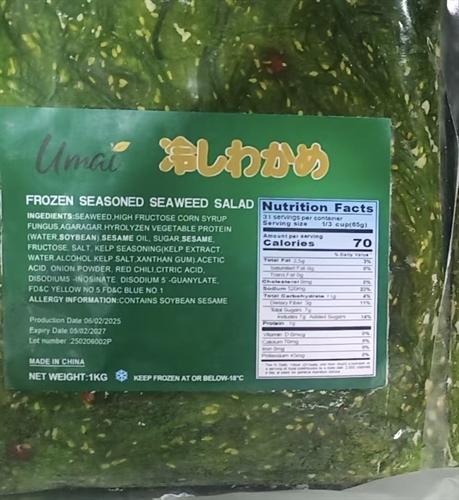 Umai 冷しわかめ
FROZEN SEASONED SEAWEED SALAD
INGEDIENTS:SEAWEED,HIGH FRUCTOSE CORN SYRUP
FUNGUS,AGARAGAR,HYROLYZEN VEGETABLE PROTEIN
(WATER,SOYBEAN) SESAME OIL, SUGAR,SESAME,
FRUCTOSE, SALT, KELP SEASONING(KELP EXTRACT,
WATER,ALCOHOL,KELP,SALT,XANTHAN GUM),ACETIC
ACID, ONION POWDER, RED CHILI,CITRIC ACID,
DISODIUM5 -INOSINATE, DISODIUM 5 -GUANYLATE,
FD&C YELLOW NO 5 FD&C BLUE NO 1
ALLERGY INFORMATION:CONTAINS SOYBEAN SESAME
Production Date 06/02/2025
Expiry Date 05/02/2027
Lot number 250206002P
MADE IN CHINA
NET WEIGHT:1KG
KEEP FROZEN AT OR BELOW-18°C
Nutrition Facts
31 servings per container
Serving size 1/3 cup(65g)
Amount per serving
Calories 70
% Daily Value
Total Fat 2.5g 3%
Saturated Fat 0g 0%
Trans Fat 0g
Cholesterol 0mg 0%
Sodium 520mg 23%
Total Carbohydrate 11g 4%
Dietary Fiber 3g 11%
Total Sugars 7g
Includes 7g Added Sugars 14%
Protein 1g
Vitamin D 0mcg 0%
Calcium 70mg
Iron 0mg
Potassium